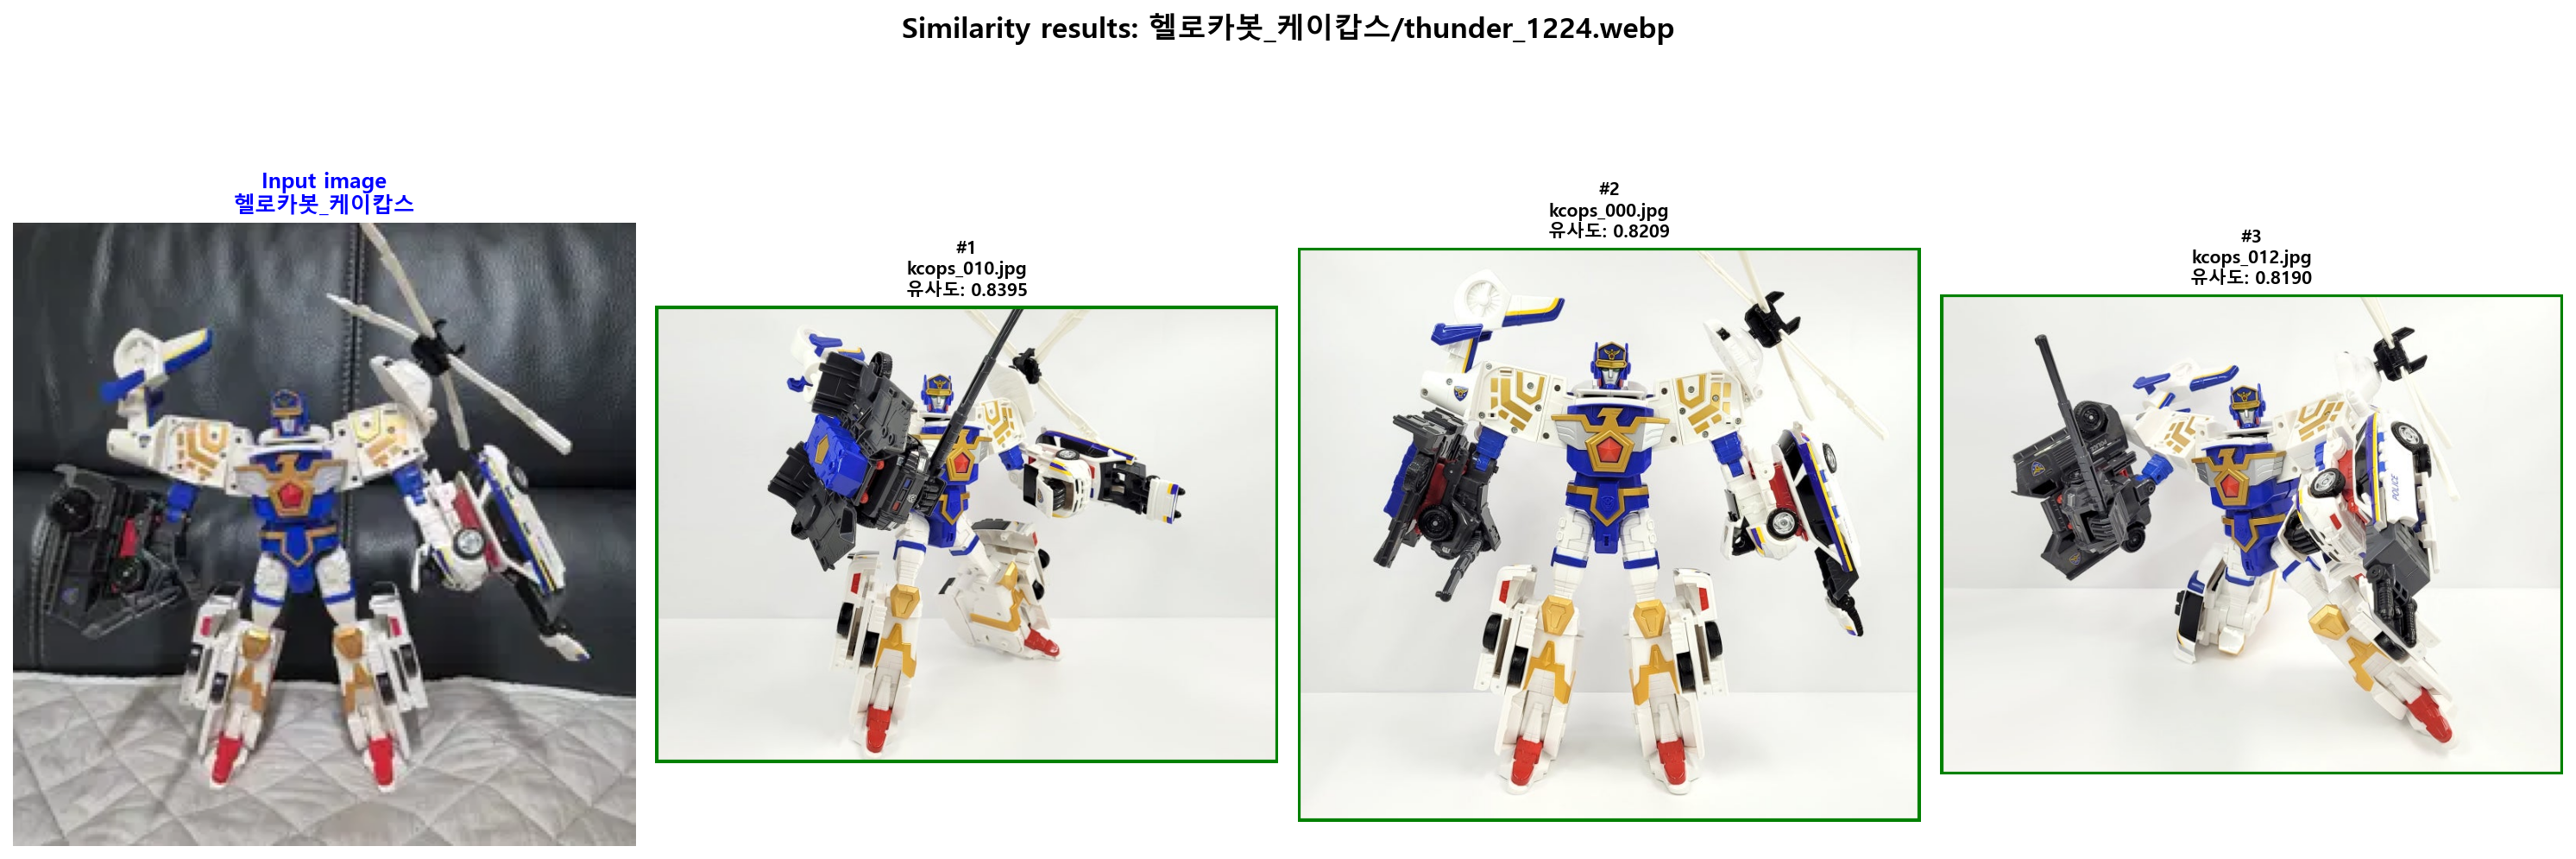 Similarity results: 헬로카봇_케이캅스/thunder_1224.webp
Input image
헬로카봇_케이캅스
#1
kcops_010.jpg
유사도: 0.8395
#2
kcops_000.jpg
유사도: 0.8209
#3
kcops_012.jpg
유사도: 0.8190
POLICE